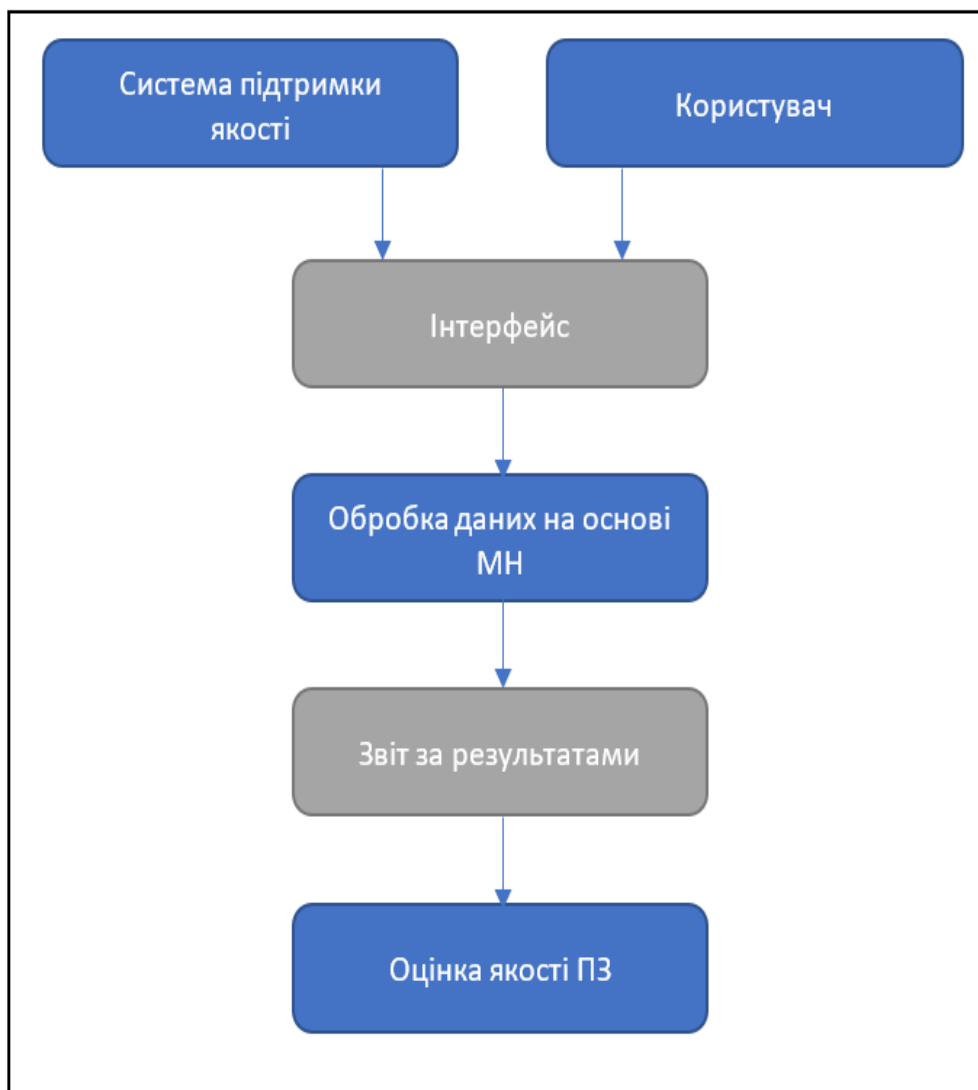 Система підтримки
якості
Користувач
Інтерфейс
Обробка даних на основі
МН
Звіт за результатами
Оцінка якості ПЗ